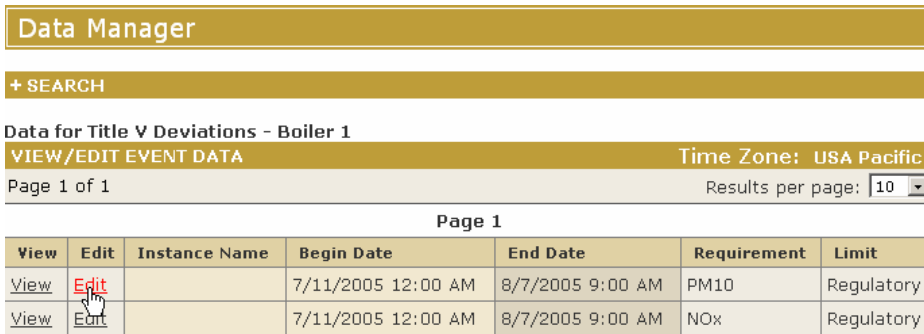 Data Manager
+ SEARCH
Data for Title V Deviations - Boiler 1
VIEW/EDIT EVENT DATA Time Zone: USA Pacific
Page 1 of 1 Results per page: 10
Page 1
View Edit Instance Name Begin Date End Date Requirement Limit
View Edit 7/11/2005 12:00 AM 8/7/2005 9:00 AM PM10 Regulatory
View Edit 7/11/2005 12:00 AM 8/7/2005 9:00 AM NOx Regulatory